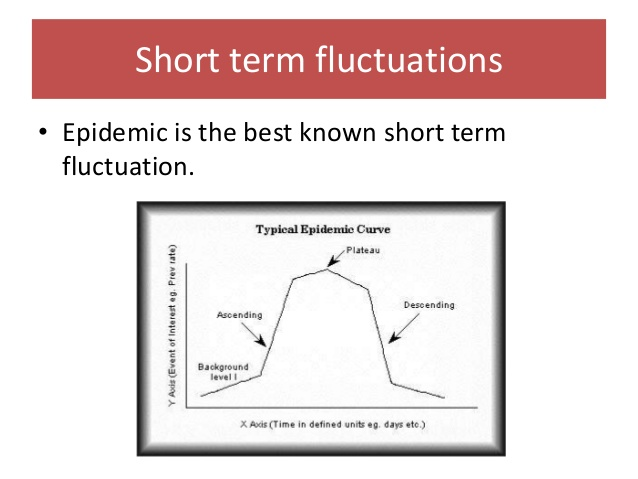 Short term fluctuations
• Epidemic is the best known short term
fluctuation.
Typical Epidemic Curve
Plateau
Ascending
Descending
Background
level I
Y Axis (Event of Interest eg. Prev rate)
X Axis (Time in defined units eg. days etc.)